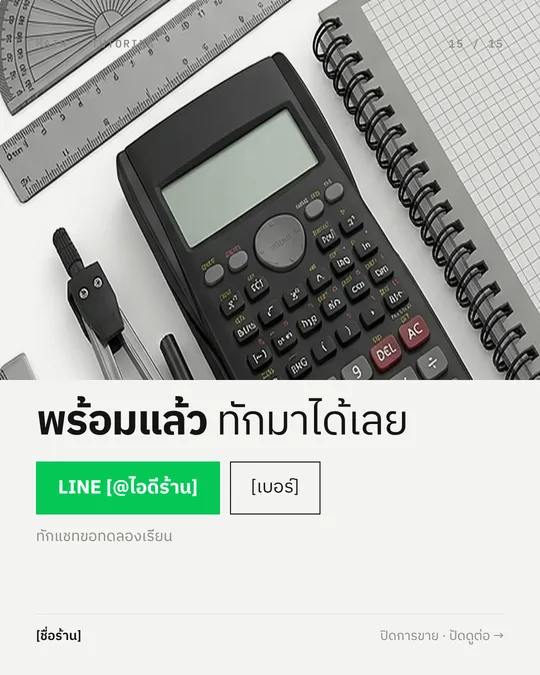 15 / 15
DEL
AC
9
÷
พร้อมแล้ว ทักมาได้เลย
LINE [@ไอดีร้าน]
[เบอร์]
ทักแชทขอทดลองเรียน
[ชื่อร้าน]
ปิดการขาย · ปัดดูต่อ →